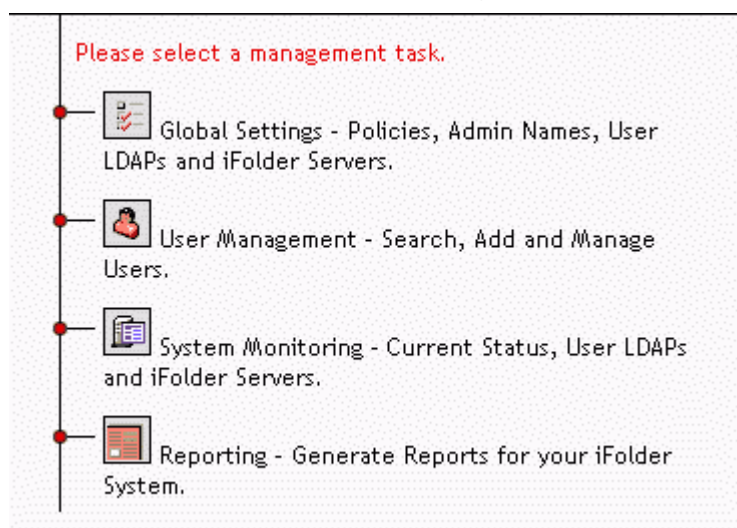 Please select a management task.
Global Settings - Policies, Admin Names, User
LDAPs and iFolder Servers.
User Management - Search, Add and Manage
Users.
System Monitoring - Current Status, User LDAPs
and iFolder Servers.
Reporting - Generate Reports for your iFolder
System.